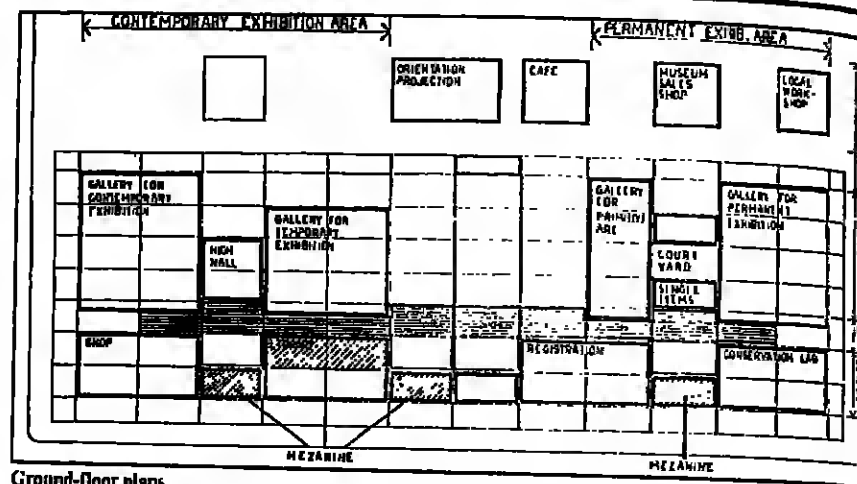 CONTEMPORARY EXHIBITION AREA
PERMANENT EXHIB. AREA
ORIENTATION
PROJECTION
CAFE
MUSEUM
SALES
SHOP
LOCAL
WORK-
SHOP
GALLERY FOR
CONTEMPORARY
EXHIBITION
HIGH
HALL
GALLERY FOR
TEMPORARY
EXHIBITION
GALLERY
FOR
PRIMITIVE
ART
COURT
YARD
SINGLE
ITEMS
GALLERY FOR
PERMANENT
EXHIBITION
SHOP
REGISTRATION
CONSERVATION LAB
MEZANINE
MEZANINE
Ground-floor plans